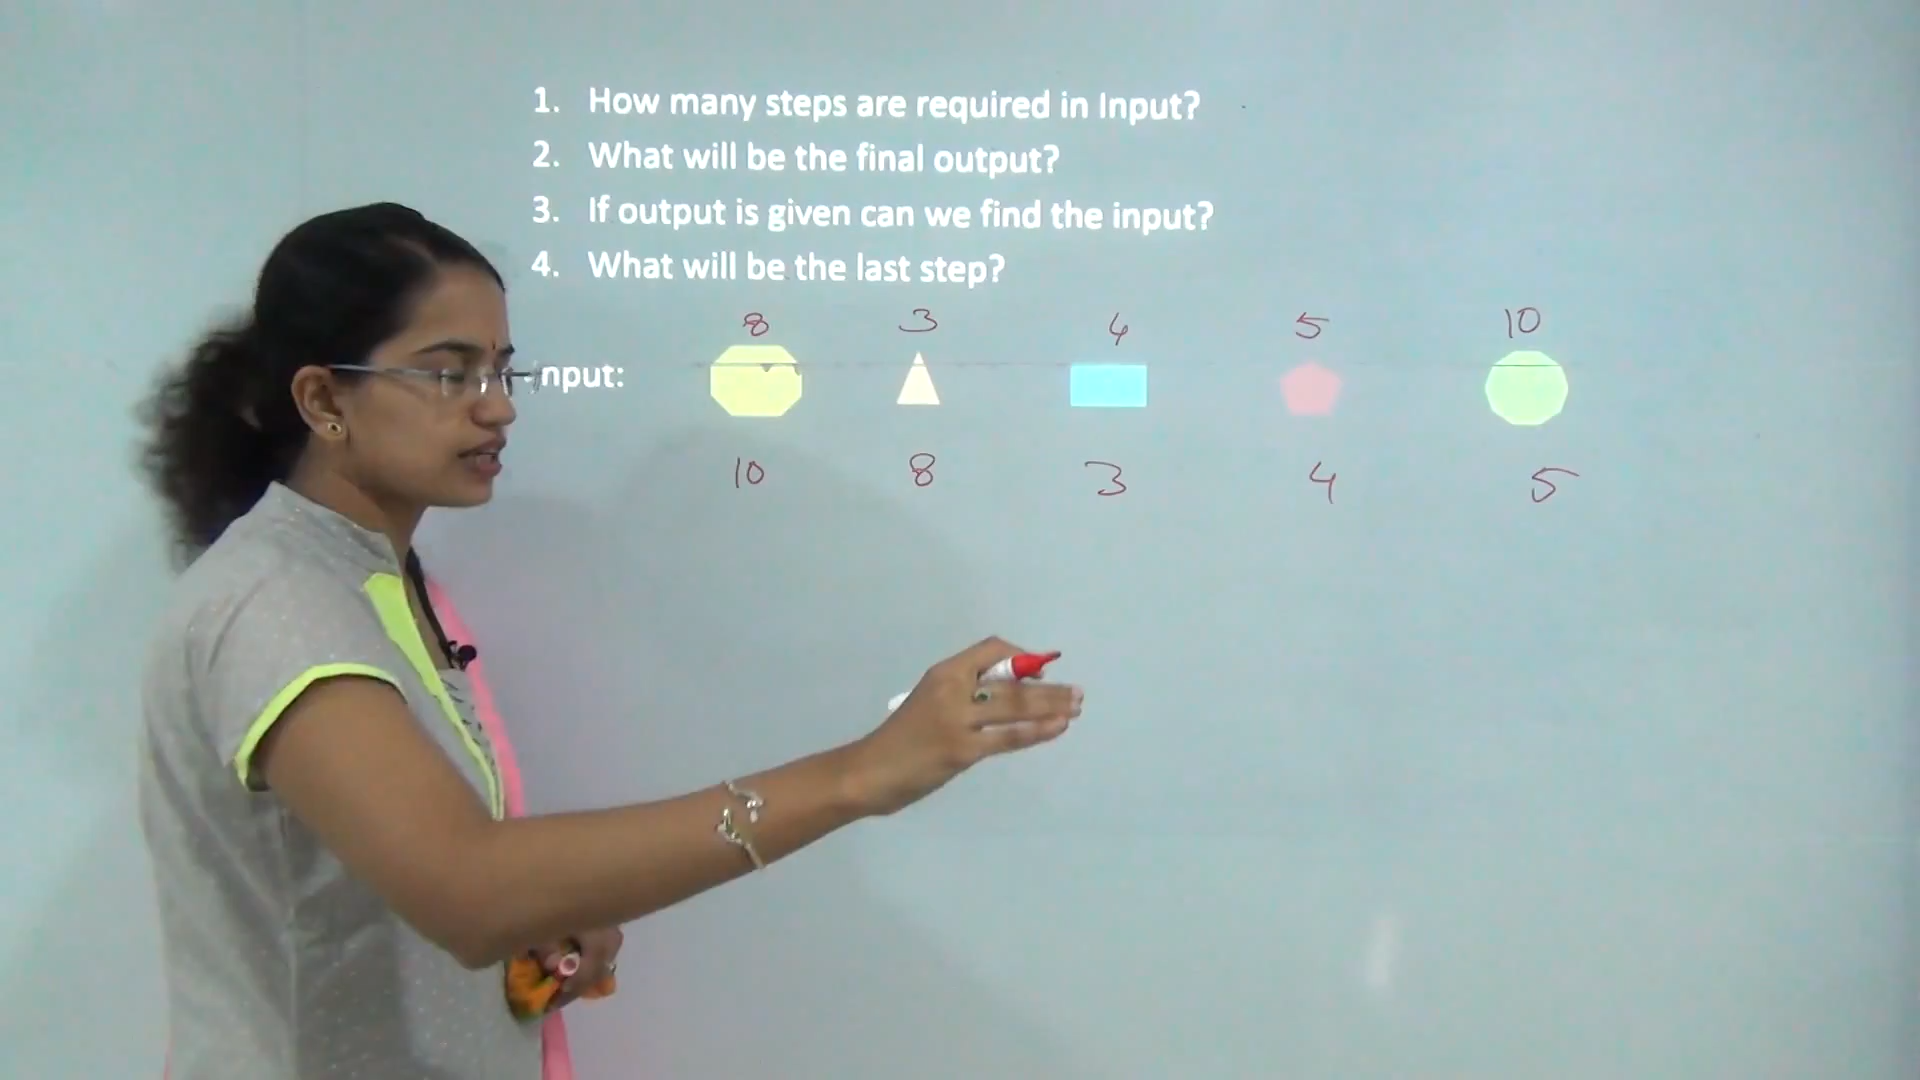 1. How many steps are required in Input?
2. What will be the final output?
3. If output is given can we find the input?
4. What will be the last step?
8 3 4 5 10
nput:
10 8 3 4 5